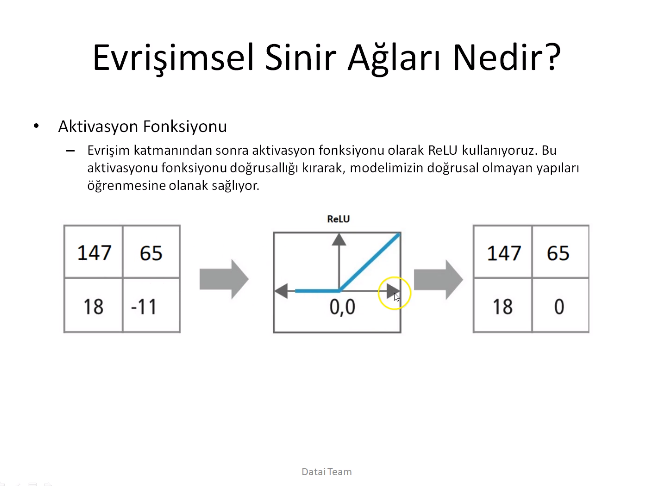 Evrişimsel Sinir Ağları Nedir?
• Aktivasyon Fonksiyonu
– Evrişim katmanından sonra aktivasyon fonksiyonu olarak ReLU kullanıyoruz. Bu
aktivasyonu fonksiyonu doğrusallığı kırarak, modelimizin doğrusal olmayan yapıları
öğrenmesine olanak sağlıyor.
ReLU
147 65
18 -11
0,0
147 65
18 0
Datai Team